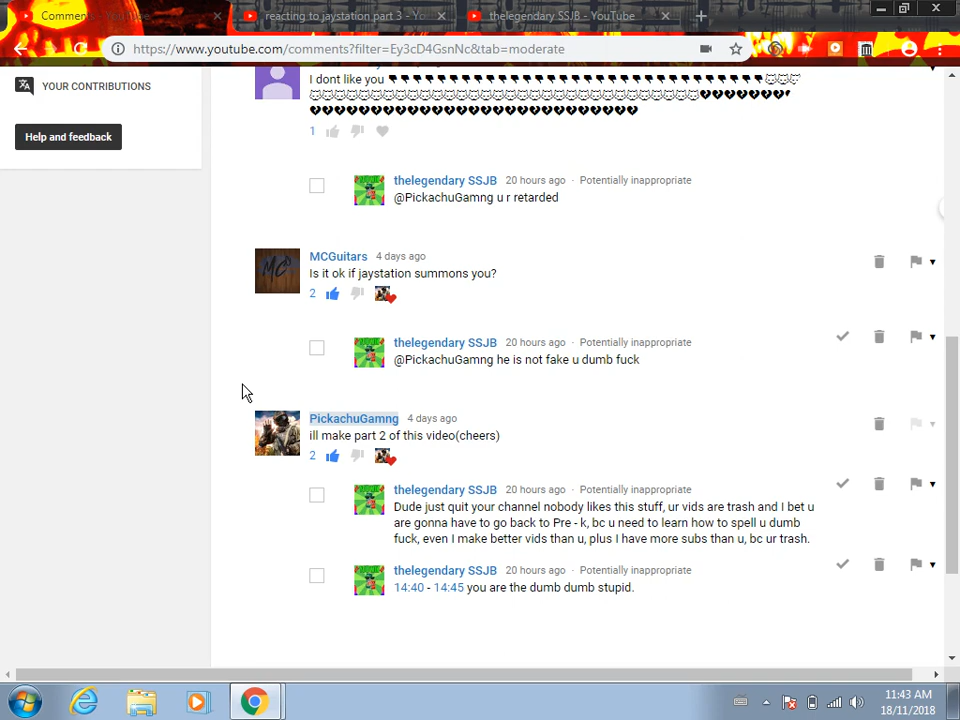 Comments - YouTube
reacting to jaystation part 3 - Yo
thelegendary SSJB - YouTube
https://www.youtube.com/comments?filter=Ey3cD4GsnNc&tab=moderate
YOUR CONTRIBUTIONS
Help and feedback
I dont like you
1
thelegendary SSJB 20 hours ago · Potentially inappropriate
@PickachuGamng u r retarded
MCGuitars 4 days ago
Is it ok if jaystation summons you?
2
thelegendary SSJB 20 hours ago · Potentially inappropriate
@PickachuGamng he is not fake u dumb fuck
PickachuGamng 4 days ago
ill make part 2 of this video(cheers)
2
thelegendary SSJB 20 hours ago · Potentially inappropriate
Dude just quit your channel nobody likes this stuff, ur vids are trash and I bet u
are gonna have to go back to Pre - k, bc u need to learn how to spell u dumb
fuck, even I make better vids than u, plus I have more subs than u, bc ur trash.
thelegendary SSJB 20 hours ago · Potentially inappropriate
14:40 - 14:45 you are the dumb dumb stupid.
11:43 AM
18/11/2018